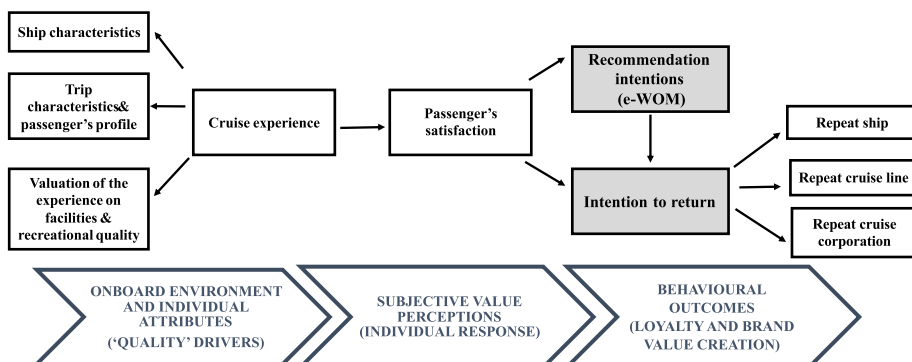 Ship characteristics
Trip
characteristics&
passenger's profile
Valuation of the
experience on
facilities &
recreational quality
Cruise experience
Passenger's
satisfaction
Recommendation
intentions
(e-WOM)
Intention to return
Repeat ship
Repeat cruise line
Repeat cruise
corporation
ONBOARD ENVIRONMENT
AND INDIVIDUAL
ATTRIBUTES
('QUALITY' DRIVERS)
SUBJECTIVE VALUE
PERCEPTIONS
(INDIVIDUAL RESPONSE)
BEHAVIOURAL
OUTCOMES
(LOYALTY AND BRAND
VALUE CREATION)